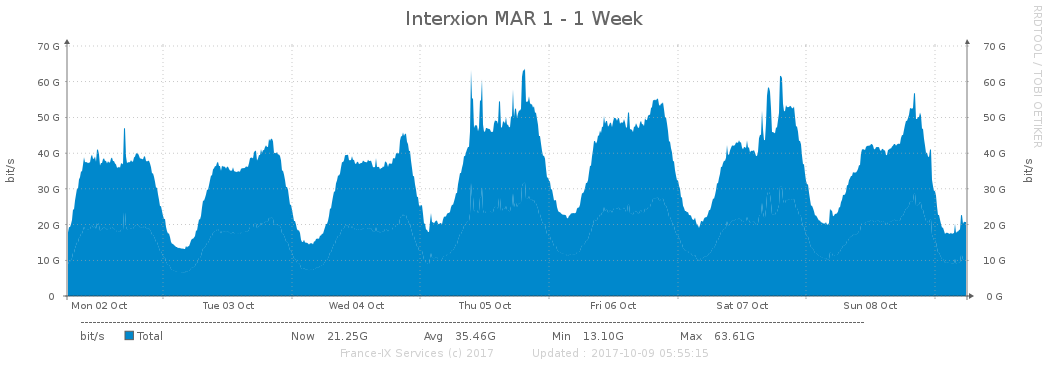 Interxion MAR 1 - 1 Week
RRDTOOL / TOBI OETIKER
bit/s
70 G 70 G
60 G 60 G
50 G 50 G
40 G 40 G
30 G 30 G
20 G 20 G
10 G 10 G
0 0 G
bit/s
Mon 02 Oct Tue 03 Oct Wed 04 Oct Thu 05 Oct Fri 06 Oct Sat 07 Oct Sun 08 Oct
bit/s Total Now 21.25G Avg 35.46G Min 13.10G Max 63.61G
France-IX Services (c) 2017 Updated : 2017-10-09 05:55:15